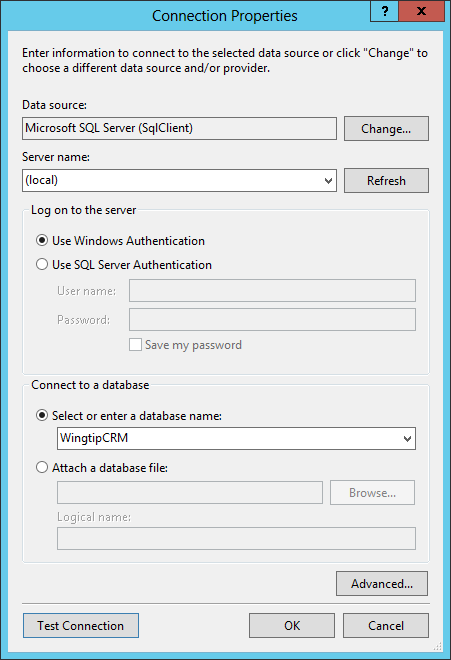 Connection Properties
?
x
Enter information to connect to the selected data source or click "Change" to
choose a different data source and/or provider.
Data source:
Microsoft SQL Server (SqlClient)
Change...
Server name:
(local)
Refresh
Log on to the server
Use Windows Authentication
Use SQL Server Authentication
User name:
Password:
Save my password
Connect to a database
Select or enter a database name:
WingtipCRM
Attach a database file:
Browse...
Logical name:
Advanced...
Test Connection
OK
Cancel